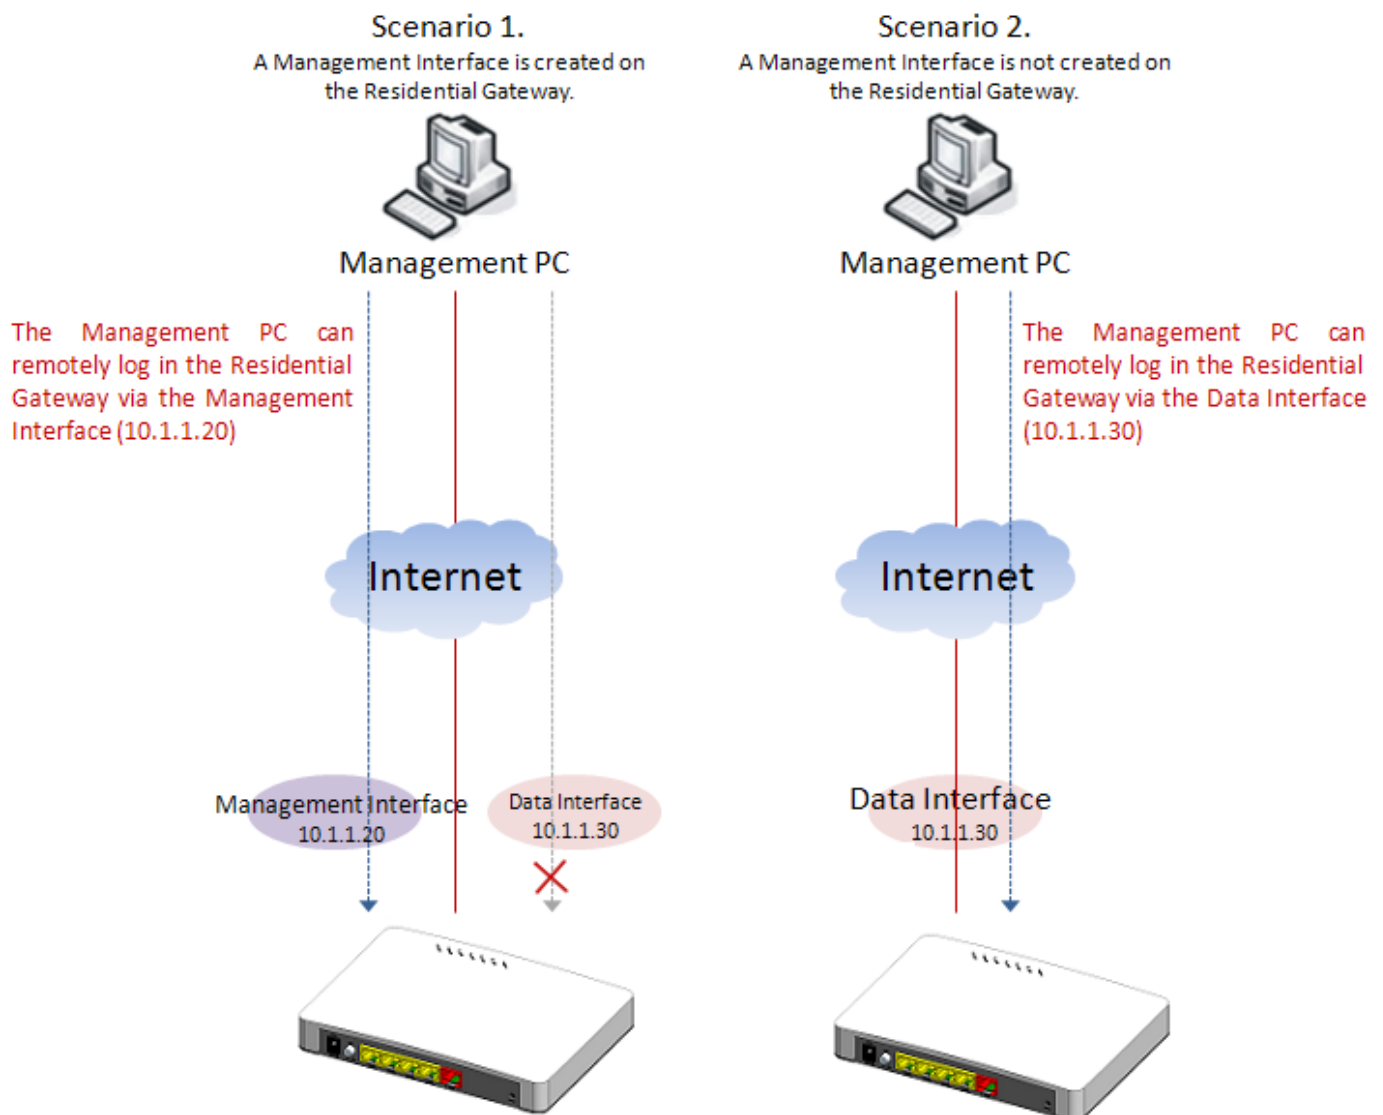 Scenario 1.
A Management Interface is created on
the Residential Gateway.
Management PC
The Management PC can
remotely log in the Residential
Gateway via the Management
Interface (10.1.1.20)
Internet
Management Interface
10.1.1.20
Data Interface
10.1.1.30
Scenario 2.
A Management Interface is not created on
the Residential Gateway.
Management PC
The Management PC can
remotely log in the Residential
Gateway via the Data Interface
(10.1.1.30)
Internet
Data Interface
10.1.1.30